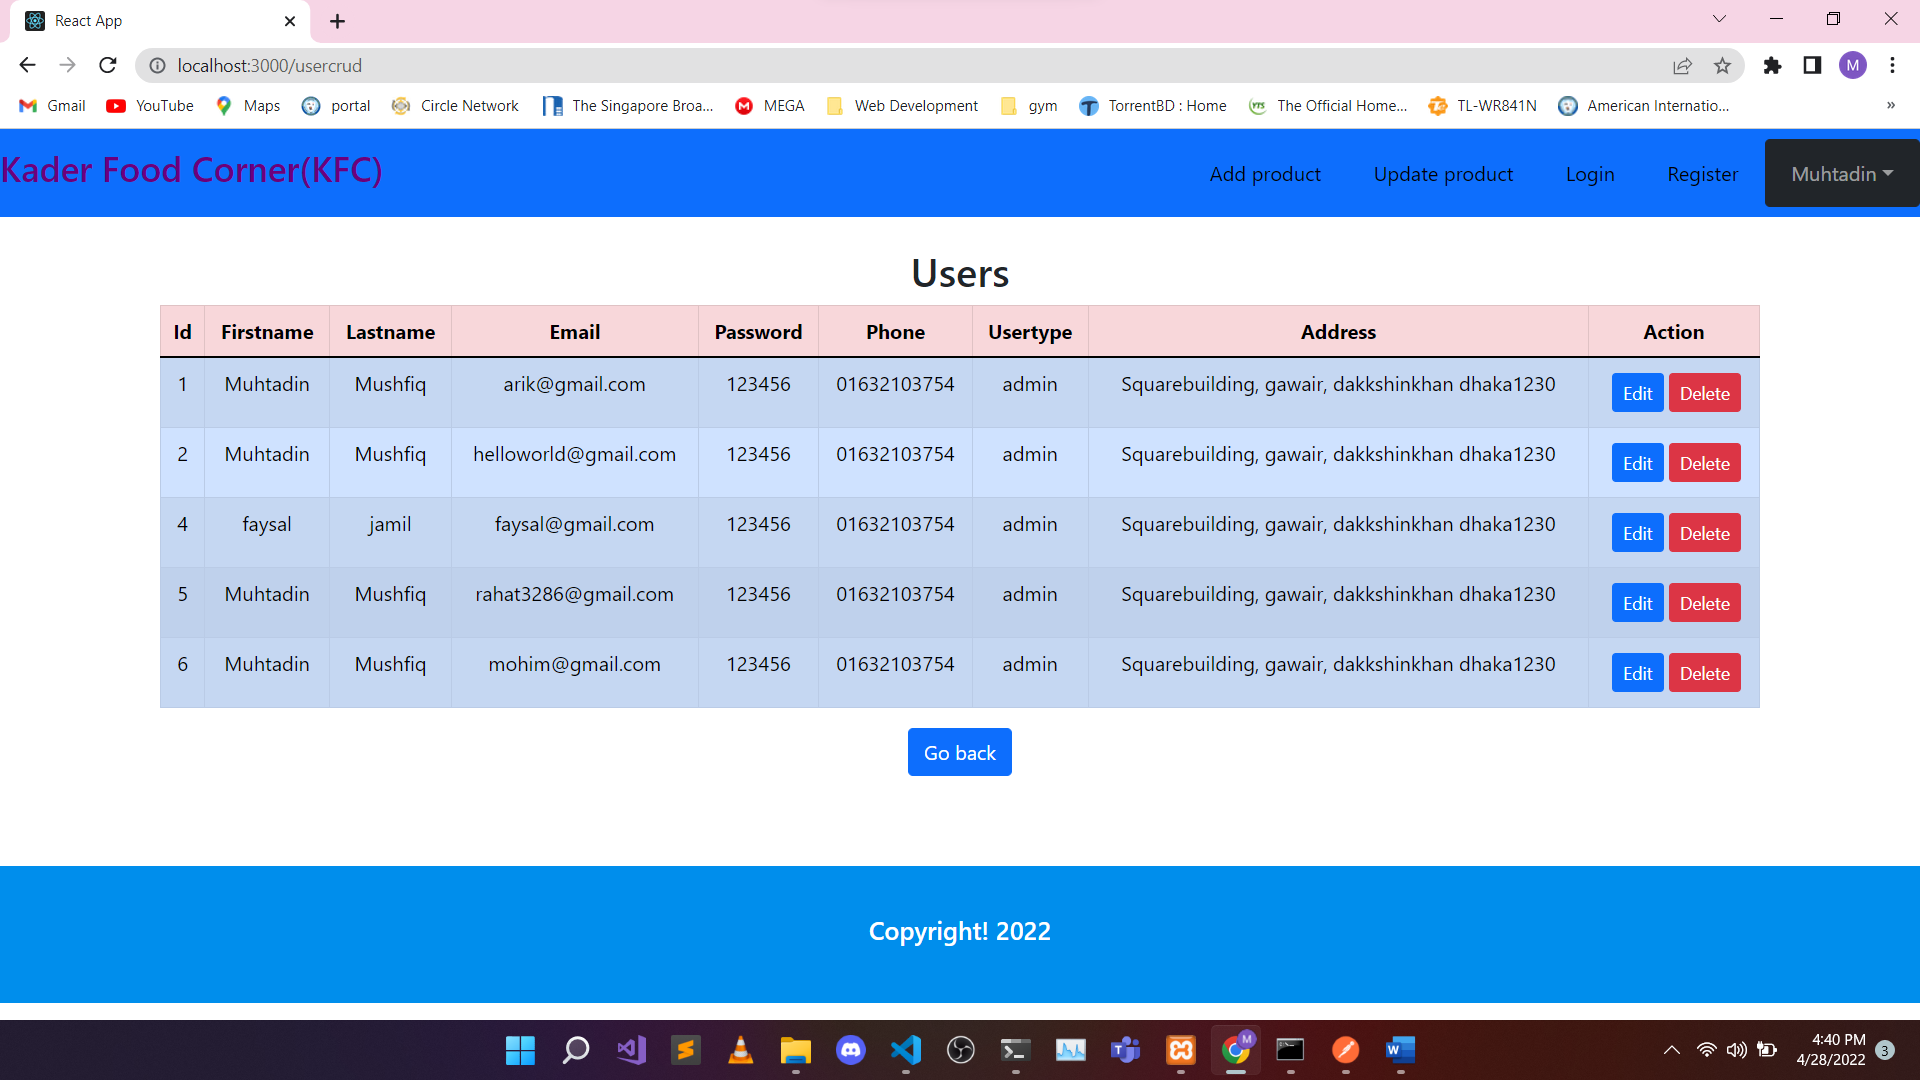 React App
localhost:3000/usercrud
M
Gmail YouTube Maps portal Circle Network The Singapore Broa... MEGA Web Development gym TorrentBD : Home The Official Home... TL-WR841N American Internatio... »
Kader Food Corner(KFC) Add product Update product Login Register Muhtadin
Users
Id Firstname Lastname Email Password Phone Usertype Address Action
1 Muhtadin Mushfiq arik@gmail.com 123456 01632103754 admin Squarebuilding, gawair, dakkshinkhan dhaka1230 Edit Delete
2 Muhtadin Mushfiq helloworld@gmail.com 123456 01632103754 admin Squarebuilding, gawair, dakkshinkhan dhaka1230 Edit Delete
4 faysal jamil faysal@gmail.com 123456 01632103754 admin Squarebuilding, gawair, dakkshinkhan dhaka1230 Edit Delete
5 Muhtadin Mushfiq rahat3286@gmail.com 123456 01632103754 admin Squarebuilding, gawair, dakkshinkhan dhaka1230 Edit Delete
6 Muhtadin Mushfiq mohim@gmail.com 123456 01632103754 admin Squarebuilding, gawair, dakkshinkhan dhaka1230 Edit Delete
Go back
Copyright! 2022
4:40 PM
4/28/2022 3